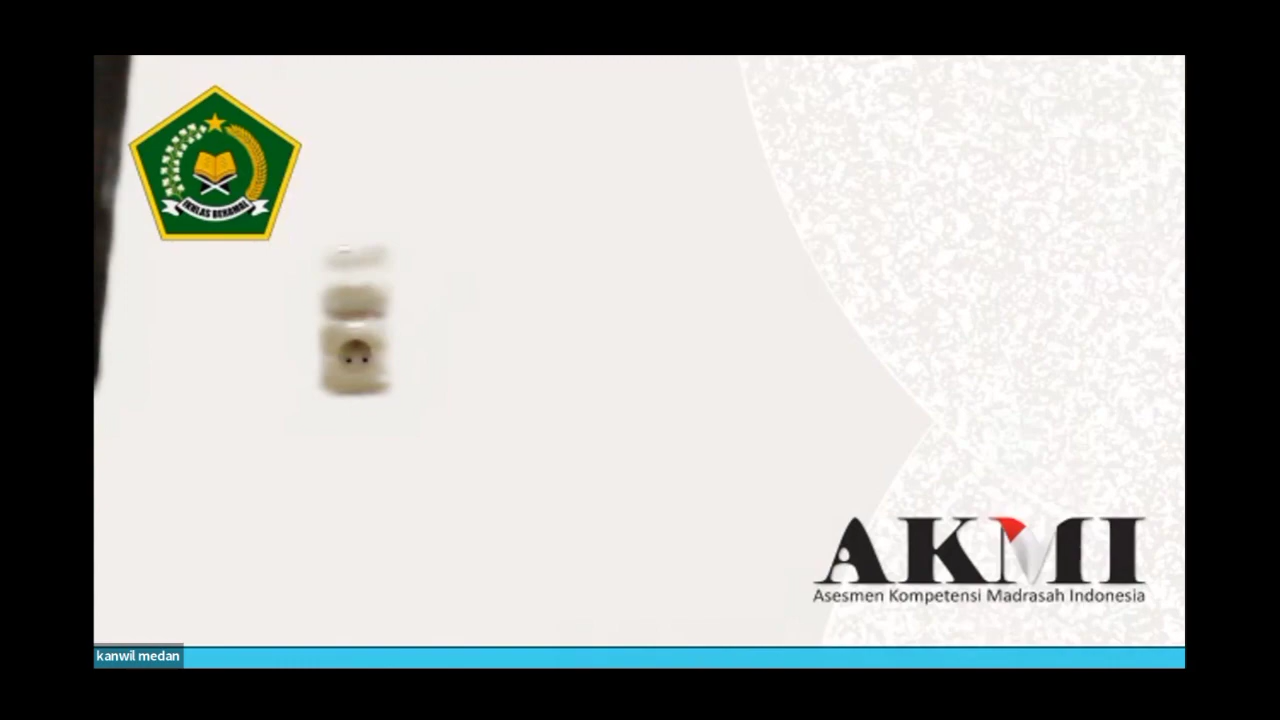 IKHLAS BERAMAL
AKMI
Asesmen Kompetensi Madrasah Indonesia
kanwil medan